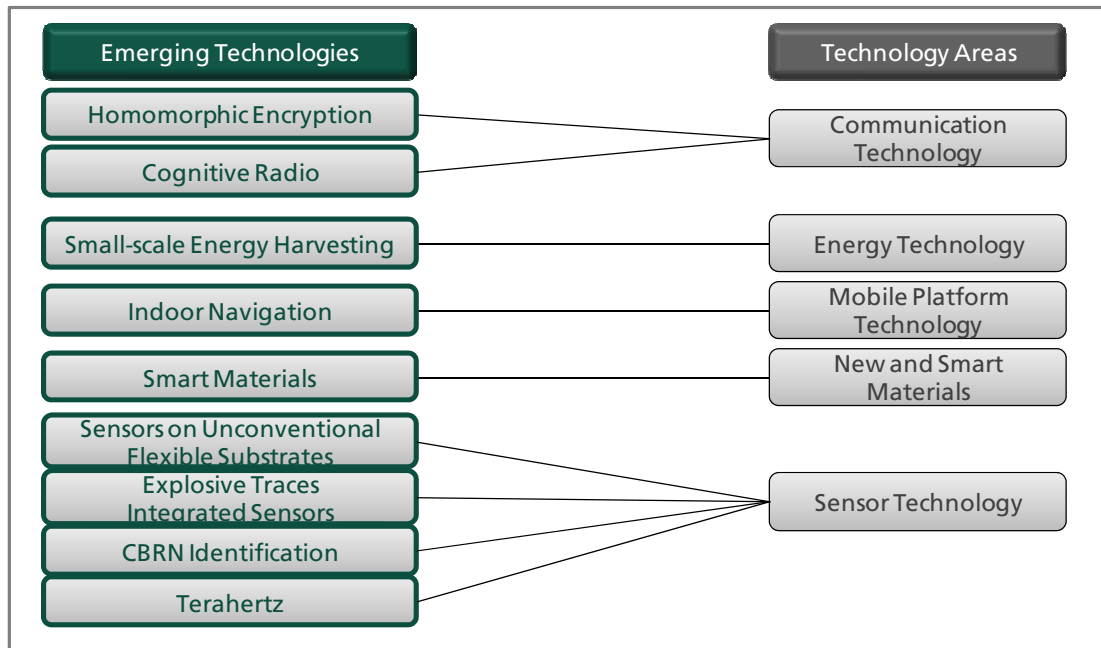 Emerging Technologies
Technology Areas
Homomorphic Encryption
Cognitive Radio
Communication
Technology
Small-scale Energy Harvesting
Energy Technology
Indoor Navigation
Mobile Platform
Technology
Smart Materials
New and Smart
Materials
Sensors on Unconventional
Flexible Substrates
Explosive Traces
Integrated Sensors
CBRN Identification
Terahertz
Sensor Technology